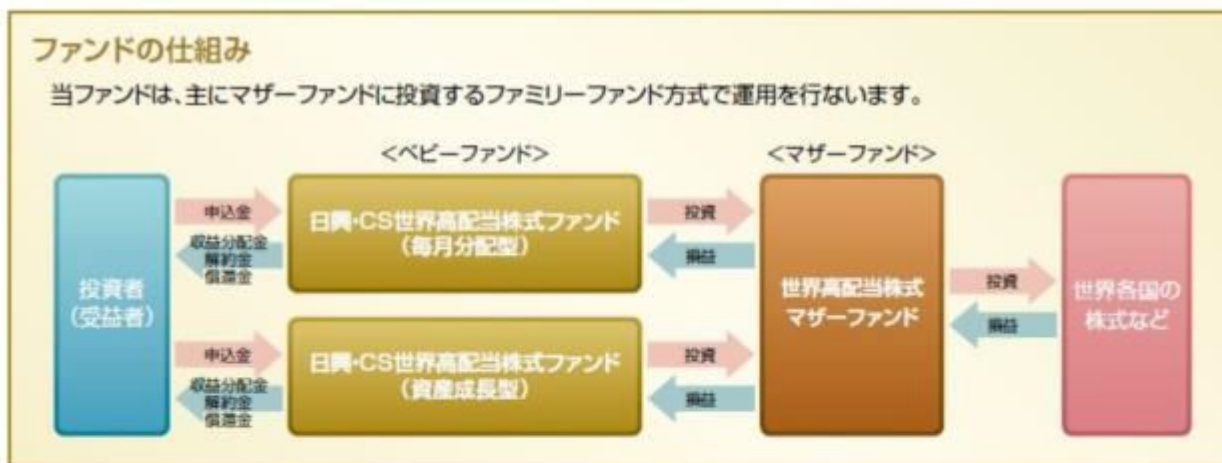 ファンドの仕組み
当ファンドは、主にマザーファンドに投資するファミリーファンド方式で運用を行ないます。
<ベビーファンド>
<マザーファンド>
投資者
(受益者)
申込金
収益分配金
解約金
償還金
日興・CS世界高配当株式ファンド
(毎月分配型)
投資
損益
申込金
収益分配金
解約金
償還金
日興・CS世界高配当株式ファンド
(資産成長型)
投資
損益
世界高配当株式
マザーファンド
投資
損益
世界各国の
株式など